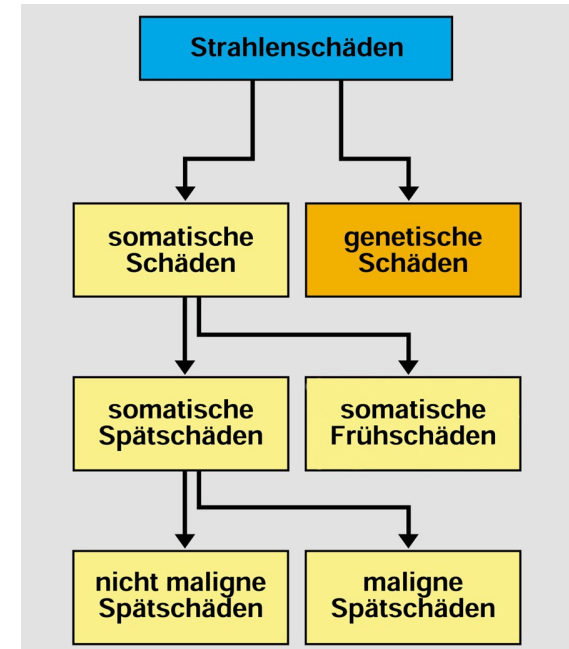 Strahlenschäden
somatische
Schäden
genetische
Schäden
somatische
Spätschäden
somatische
Frühschäden
nicht maligne
Spätschäden
maligne
Spätschäden